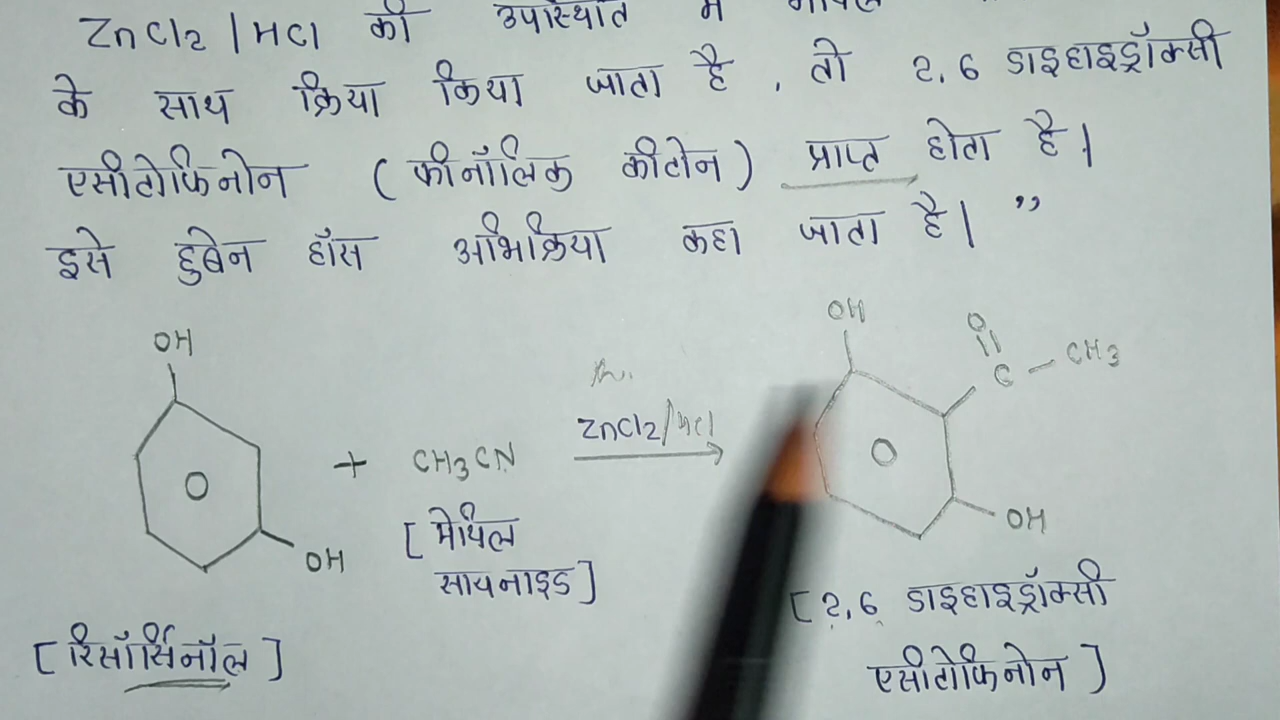 ZnCl2/HCl की उपस्थिति में
के साथ क्रिया किया जाता है, तो 2,6 डाइहाइड्रॉक्सी
एसीटोफिनोन (फीनॉलिक कीटोन) प्राप्त होता है।
इसे हुबेन हॉस अभिक्रिया कहा जाता है। ”
OH
OH
+ CH3CN
[मेथिल
सायनाइड]
[रिसॉर्सिनॉल]
ZnCl2/HCl
OH
O
C - CH3
OH
[2,6 डाइहाइड्रॉक्सी
एसीटोफिनोन]